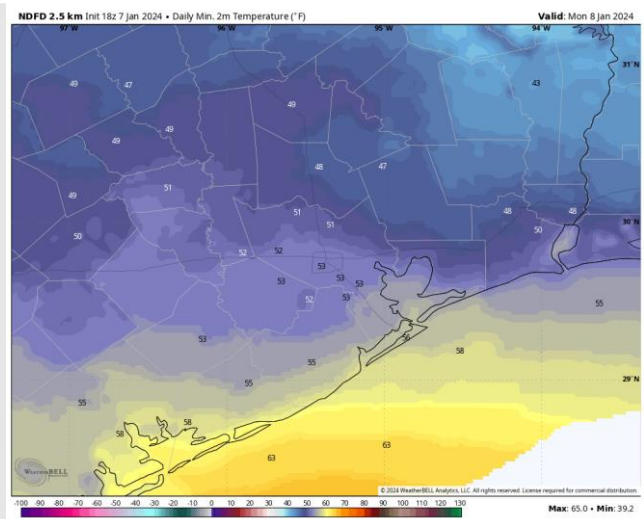 NDFD 2.5 km Init 18z 7 Jan 2024 • Daily Min. 2m Temperature (°F) Valid: Mon 8 Jan 2024
97°W 96°W 95°W 94°W
31°N
49 47 43
49
49 49
48 47
51
49
51 48 48
51 50
50 30°N
52 52
53
53 53 53
52 53
55
53 56
55 58
55 29°N
55
58 58
63 63
WeatherBELL
© 2024 WeatherBELL Analytics, LLC. All rights reserved. License required for commercial distribution.
-100 -90 -80 -70 -60 -50 -40 -30 -20 -10 0 10 20 30 40 50 60 70 80 90 100 110 120 130
Max: 65.0 • Min: 39.2